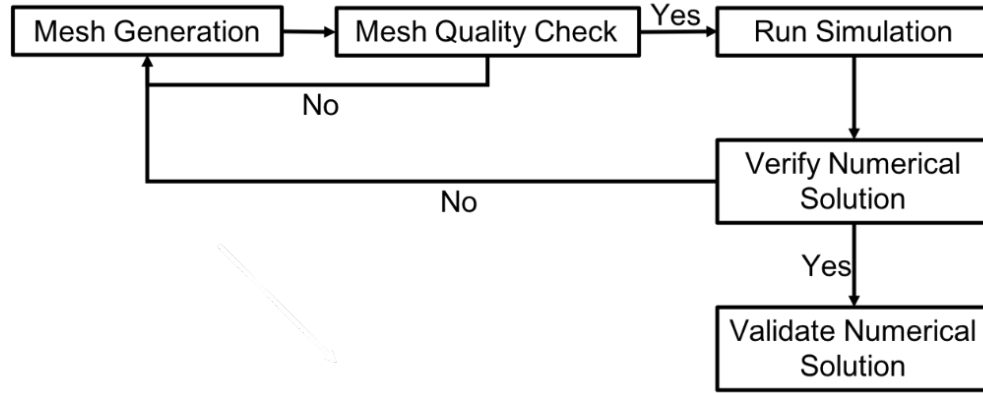 Mesh Generation
Mesh Quality Check
Yes
Run Simulation
No
Verify Numerical
Solution
No
Yes
Validate Numerical
Solution